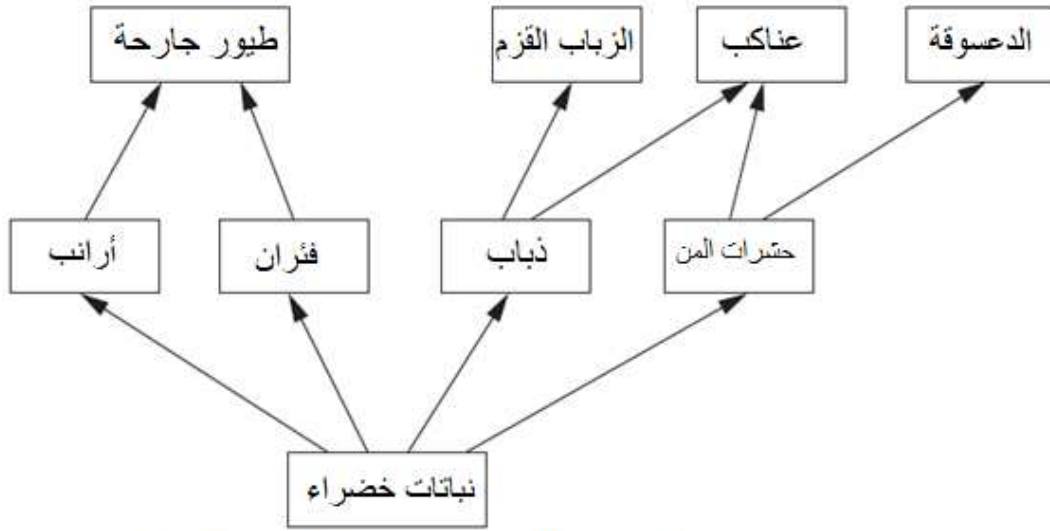 طيور جارحة
الزباب القزم
عناكب
الدعسوقة
أرانب
فئران
ذباب
حشرات المن
نباتات خضراء